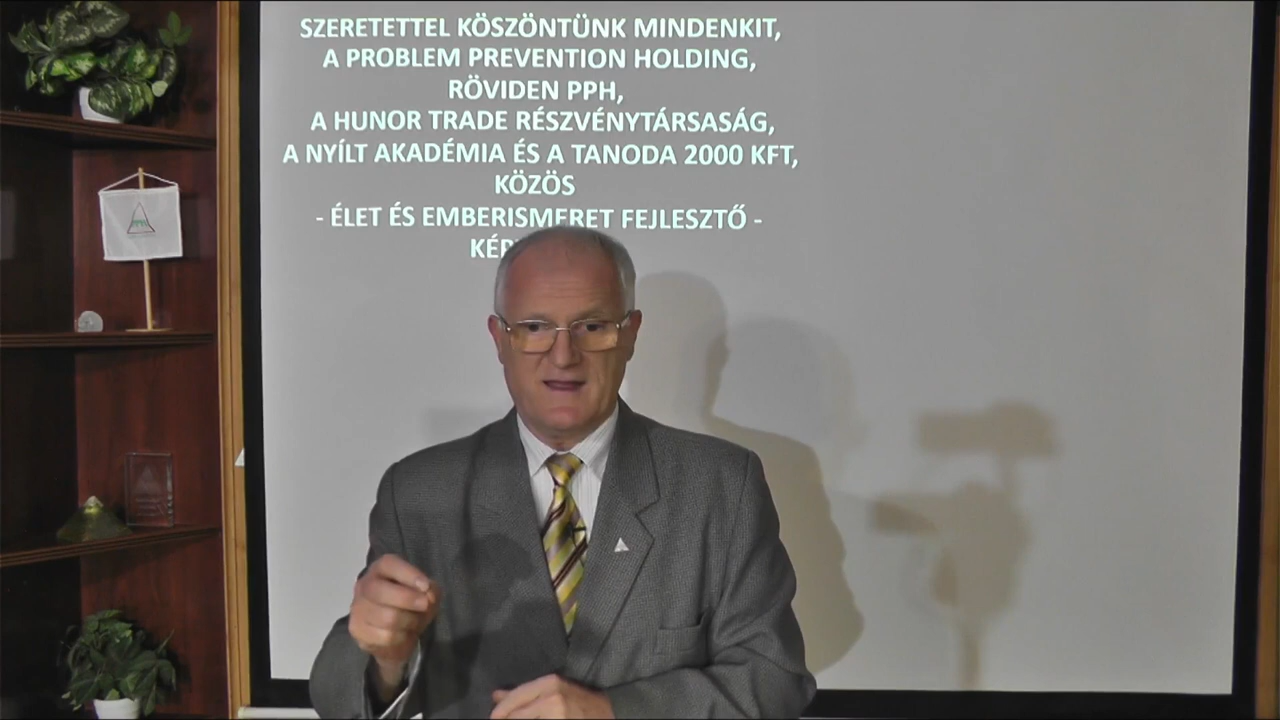 SZERETETTEL KÖSZÖNTÜNK MINDENKIT,
A PROBLEM PREVENTION HOLDING,
RÖVIDEN PPH,
A HUNOR TRADE RÉSZVÉNYTÁRSASÁG,
A NYÍLT AKADÉMIA ÉS A TANODA 2000 KFT,
KÖZÖS
- ÉLET ÉS EMBERISMERET FEJLESZTŐ -